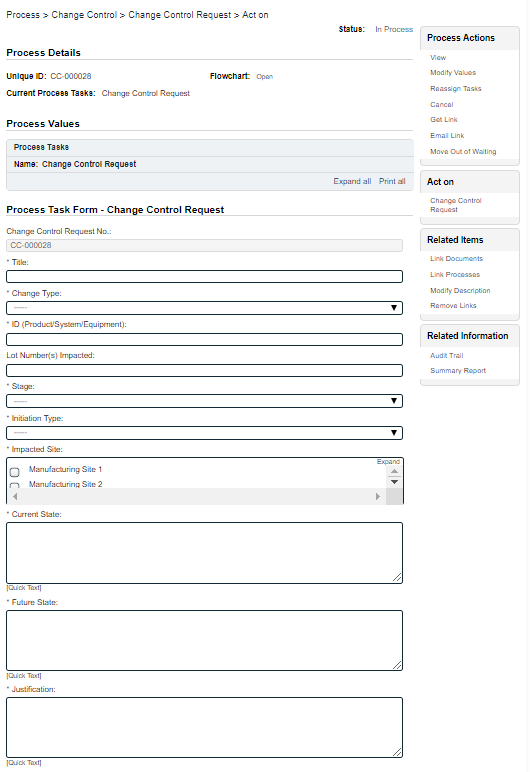 Process > Change Control > Change Control Request > Act on
Status: In Process
Process Details
Unique ID: CC-000028 Flowchart: Open
Current Process Tasks: Change Control Request
Process Values
Process Tasks
Name: Change Control Request
Expand all Print all
Process Task Form - Change Control Request
Change Control Request No.:
CC-000028
* Title:
* Change Type:
-----
* ID (Product/System/Equipment):
Lot Number(s) Impacted:
* Stage:
-----
* Initiation Type:
-----
* Impacted Site:
Expand
Manufacturing Site 1
Manufacturing Site 2
* Current State:
[Quick Text]
* Future State:
[Quick Text]
* Justification:
[Quick Text]
Process Actions
View
Modify Values
Reassign Tasks
Cancel
Get Link
Email Link
Move Out of Waiting
Act on
Change Control
Request
Related Items
Link Documents
Link Processes
Modify Description
Remove Links
Related Information
Audit Trail
Summary Report